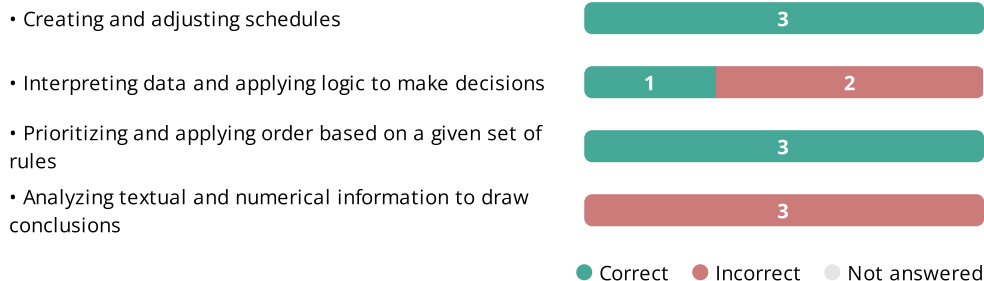 • Creating and adjusting schedules
3
• Interpreting data and applying logic to make decisions
1 2
• Prioritizing and applying order based on a given set of
rules
3
• Analyzing textual and numerical information to draw
conclusions
3
Correct Incorrect Not answered